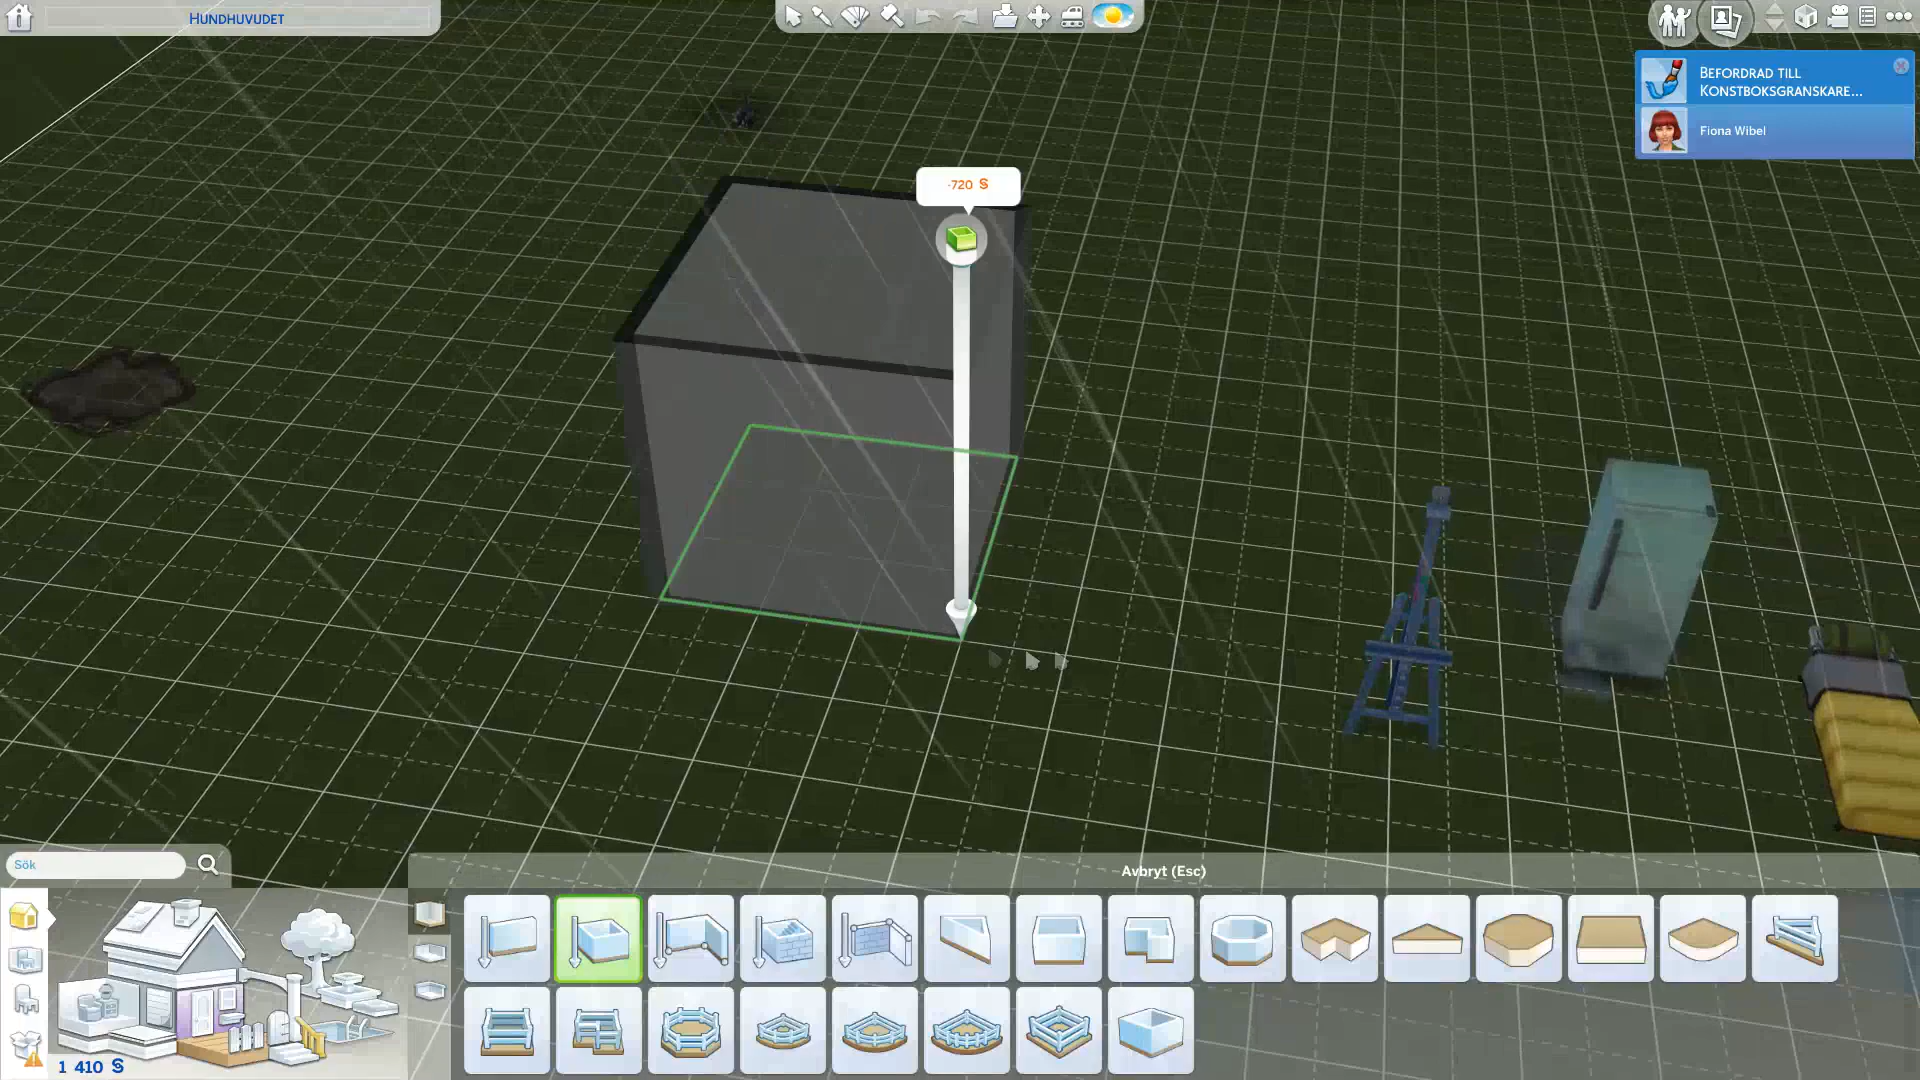 HUNDHUVUDET
BEFORDRAD TILL
KONSTBOKSGRANSKARE...
Fiona Wibel
-720 §
Sök
Avbryt (Esc)
1 410 §